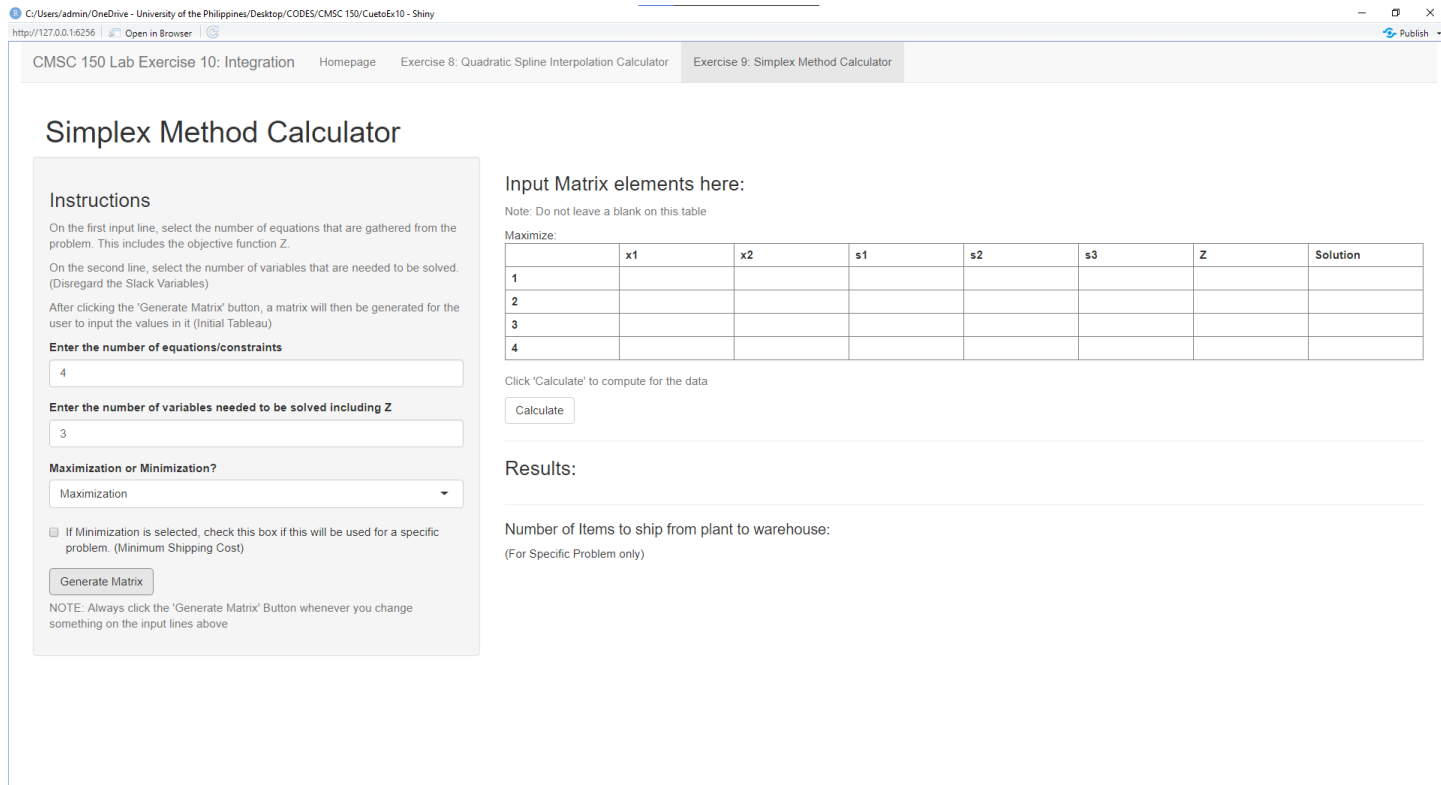 C:/Users/admin/OneDrive - University of the Philippines/Desktop/CODES/CMSC 150/CuetoEx10 - Shiny
http://127.0.0.1:6256 Open in Browser Publish
CMSC 150 Lab Exercise 10: Integration Homepage Exercise 8: Quadratic Spline Interpolation Calculator Exercise 9: Simplex Method Calculator
Simplex Method Calculator
Instructions
On the first input line, select the number of equations that are gathered from the
problem. This includes the objective function Z.
On the second line, select the number of variables that are needed to be solved.
(Disregard the Slack Variables)
After clicking the 'Generate Matrix' button, a matrix will then be generated for the
user to input the values in it (Initial Tableau)
Enter the number of equations/constraints
4
Enter the number of variables needed to be solved including Z
3
Maximization or Minimization?
Maximization
If Minimization is selected, check this box if this will be used for a specific
problem. (Minimum Shipping Cost)
Generate Matrix
NOTE: Always click the 'Generate Matrix' Button whenever you change
something on the input lines above
Input Matrix elements here:
Note: Do not leave a blank on this table
Maximize:
x1 x2 s1 s2 s3 Z Solution
1
2
3
4
Click 'Calculate' to compute for the data
Calculate
Results:
Number of Items to ship from plant to warehouse:
(For Specific Problem only)